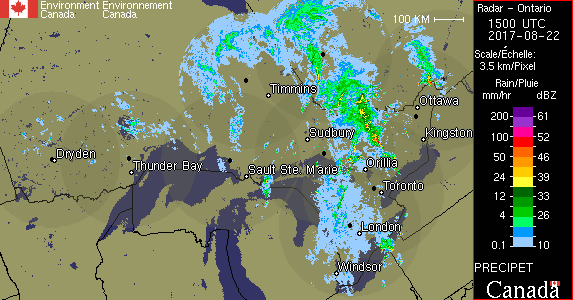 Environment Environnement
Canada Canada
100 KM
Timmins
Ottawa
Sudbury
Kingston
Dryden
Thunder Bay
Sault Ste. Marie
Orillia
Toronto
London
Windsor
Radar - Ontario
1500 UTC
2017-08-22
Scale/Échelle:
3.5 km/Pixel
Rain/Pluie
mm/hr dBZ
200 61
100 52
50 46
24 39
12 33
4 26
0.1 10
PRECIPET
Canada